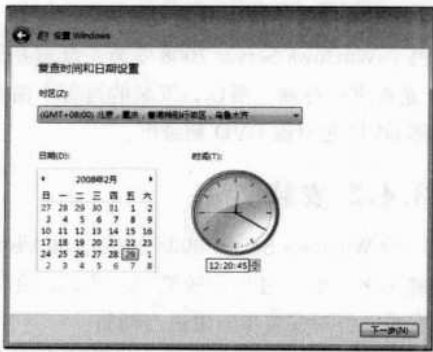 设置 Windows
复查时间和日期设置
时区(Z):
(GMT+08:00) 北京，重庆，香港特别行政区，乌鲁木齐
日期(D):
时间(T):
2008年2月
日 一 二 三 四 五 六
27 28 29 30 31 1 2
3 4 5 6 7 8 9
10 11 12 13 14 15 16
17 18 19 20 21 22 23
24 25 26 27 28 29 1
2 3 4 5 6 7 8
12:20:45
下一步(N)